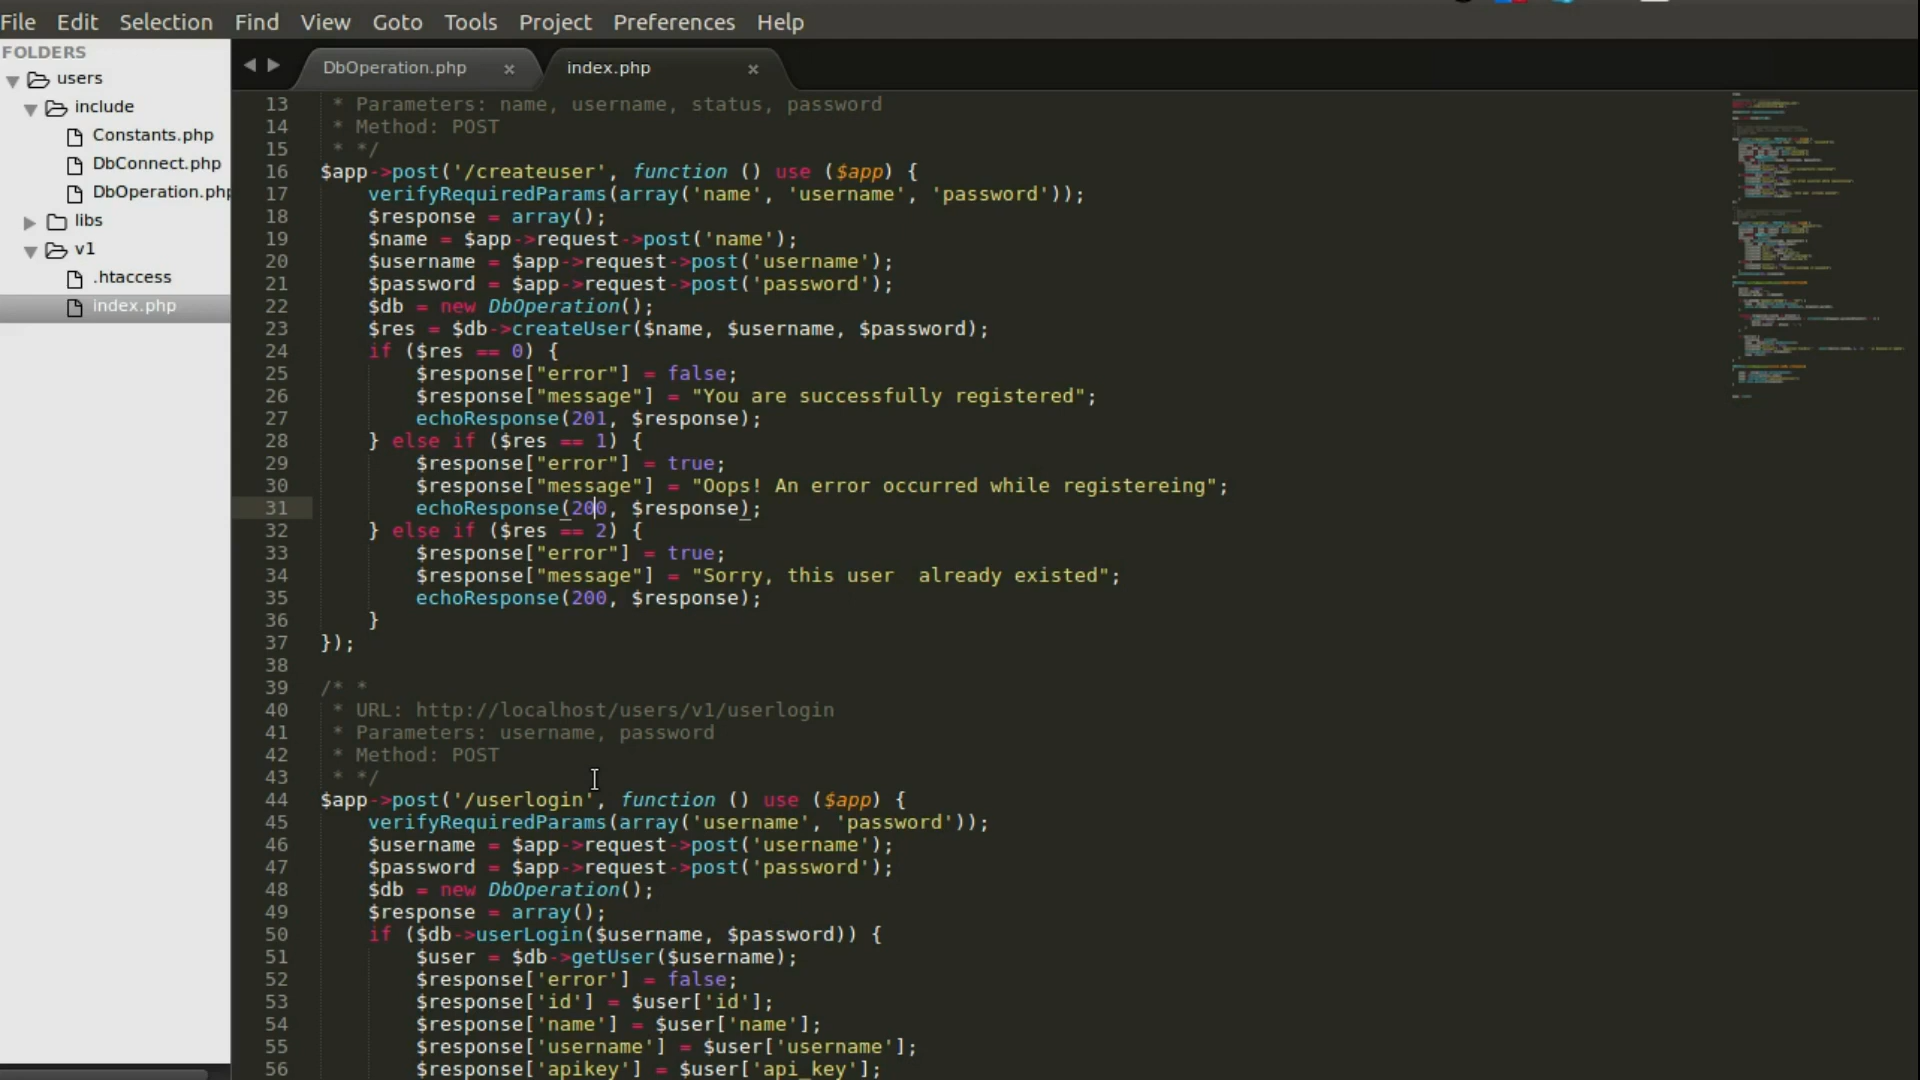 File Edit Selection Find View Goto Tools Project Preferences Help
FOLDERS
users
include
Constants.php
DbConnect.php
DbOperation.php
libs
v1
.htaccess
index.php
DbOperation.php × index.php ×
13  * Parameters: name, username, status, password
14  * Method: POST
15  * */
16 $app->post('/createuser', function () use ($app) {
17     verifyRequiredParams(array('name', 'username', 'password'));
18     $response = array();
19     $name = $app->request->post('name');
20     $username = $app->request->post('username');
21     $password = $app->request->post('password');
22     $db = new DbOperation();
23     $res = $db->createUser($name, $username, $password);
24     if ($res == 0) {
25         $response["error"] = false;
26         $response["message"] = "You are successfully registered";
27         echoResponse(201, $response);
28     } else if ($res == 1) {
29         $response["error"] = true;
30         $response["message"] = "Oops! An error occurred while registereing";
31         echoResponse(200, $response);
32     } else if ($res == 2) {
33         $response["error"] = true;
34         $response["message"] = "Sorry, this user  already existed";
35         echoResponse(200, $response);
36     }
37 });
38
39 /* *
40  * URL: http://localhost/users/v1/userlogin
41  * Parameters: username, password
42  * Method: POST
43  * */
44 $app->post('/userlogin', function () use ($app) {
45     verifyRequiredParams(array('username', 'password'));
46     $username = $app->request->post('username');
47     $password = $app->request->post('password');
48     $db = new DbOperation();
49     $response = array();
50     if ($db->userLogin($username, $password)) {
51         $user = $db->getUser($username);
52         $response['error'] = false;
53         $response['id'] = $user['id'];
54         $response['name'] = $user['name'];
55         $response['username'] = $user['username'];
56         $response['apikey'] = $user['api_key'];